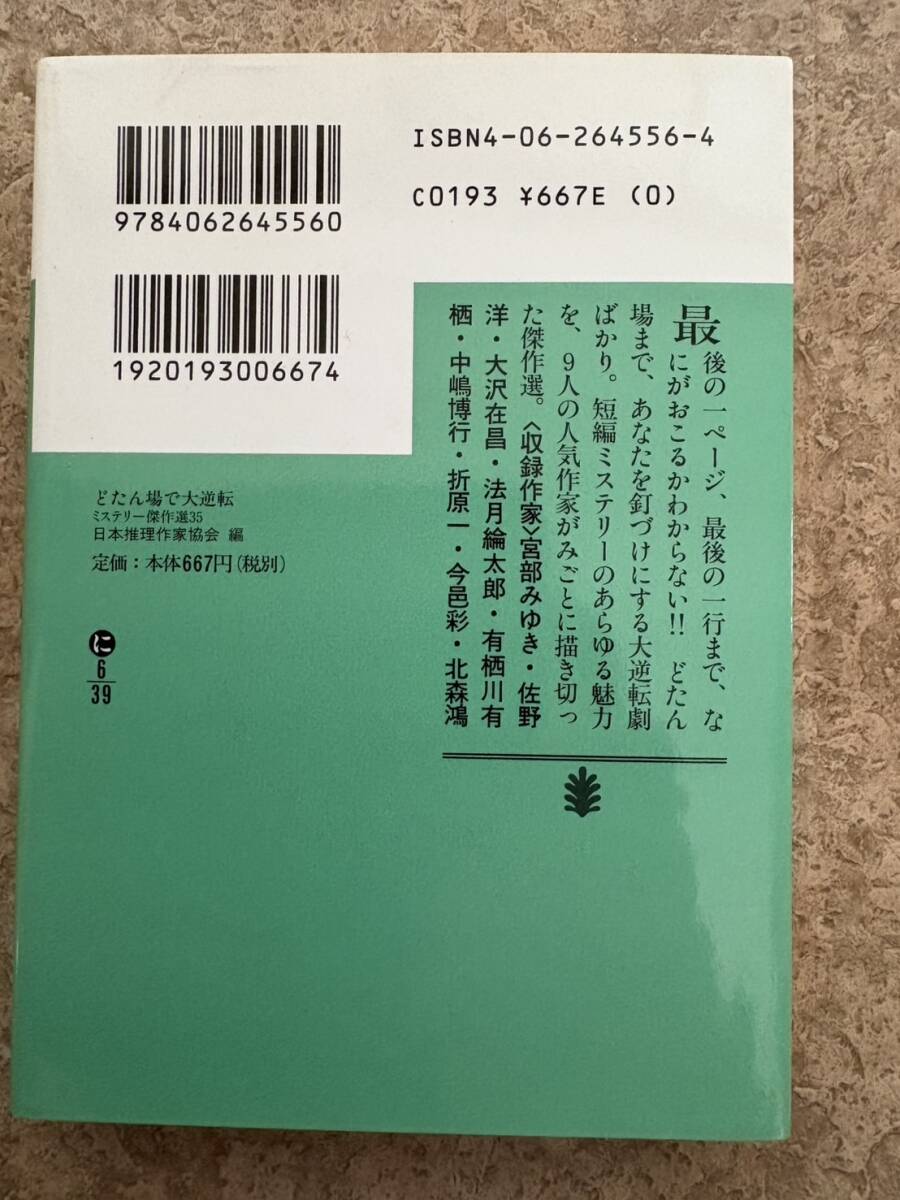 ISBN4-06-264556-4
C0193 ¥667E (0)
9784062645560
1920193006674
最後の一ページ、最後の一行まで、な
にがおこるかわからない!! どたん
場まで、あなたを釘づけにする大逆転劇
ばかり。短編ミステリーのあらゆる魅力
を、9人の人気作家がみごとに描き切っ
た傑作選。〈収録作家〉宮部みゆき・佐野
洋・大沢在昌・法月綸太郎・有栖川有
栖・中嶋博行・折原一・今邑彩・北森鴻
どたん場で大逆転
ミステリー傑作選35
日本推理作家協会 編
定価:本体667円(税別)
に
6
39